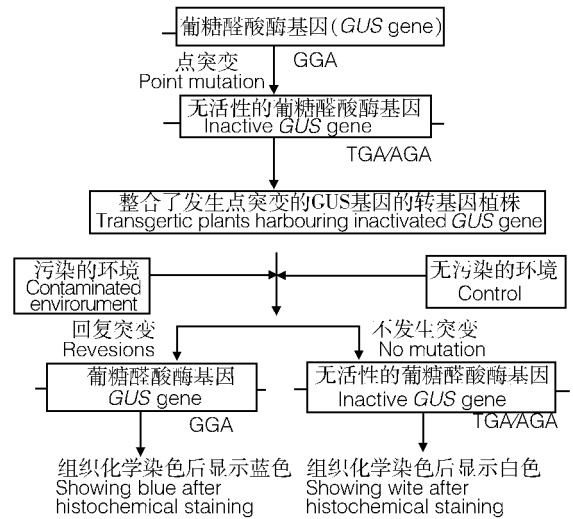 葡糖醛酸酶基因(GUS gene)
点突变
Point mutation
GGA
无活性的葡糖醛酸酶基因
Inactive GUS gene
TGA/AGA
整合了发生点突变的GUS基因的转基因植株
Transgertic plants harbouring inactivated GUS gene
污染的环境
Contaminated
envirorument
无污染的环境
Control
回复突变
Revesions
不发生突变
No mutation
葡糖醛酸酶基因
GUS gene
GGA
无活性的葡糖醛酸酶基因
Inactive GUS gene
TGA/AGA
组织化学染色后显示蓝色
Showing blue after
histochemical staining
组织化学染色后显示白色
Showing wite after
histochemical staining